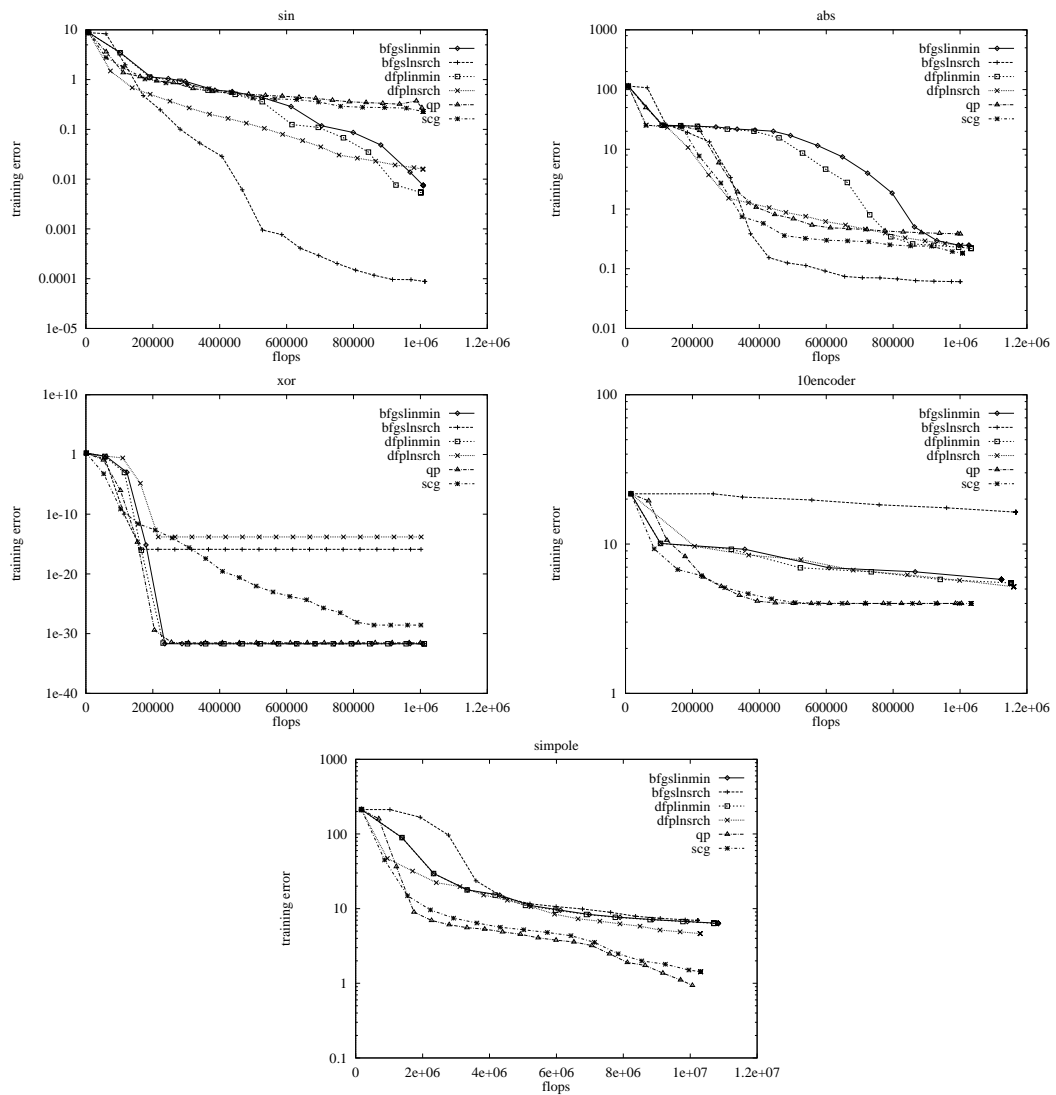 sin
10
1
0.1
0.01
0.001
0.0001
1e-05
training error
bfgslinmin
bfgslnsrch
dfplinmin
dfplnsrch
qp
scg
0 200000 400000 600000 800000 1e+06 1.2e+06
flops
abs
1000
100
10
1
0.1
0.01
training error
bfgslinmin
bfgslnsrch
dfplinmin
dfplnsrch
qp
scg
0 200000 400000 600000 800000 1e+06 1.2e+06
flops
xor
1e+10
1
1e-10
1e-20
1e-30
1e-40
training error
bfgslinmin
bfgslnsrch
dfplinmin
dfplnsrch
qp
scg
0 200000 400000 600000 800000 1e+06 1.2e+06
flops
10encoder
100
10
1
training error
bfgslinmin
bfgslnsrch
dfplinmin
dfplnsrch
qp
scg
0 200000 400000 600000 800000 1e+06 1.2e+06
flops
simpole
1000
100
10
1
0.1
training error
bfgslinmin
bfgslnsrch
dfplinmin
dfplnsrch
qp
scg
0 2e+06 4e+06 6e+06 8e+06 1e+07 1.2e+07
flops